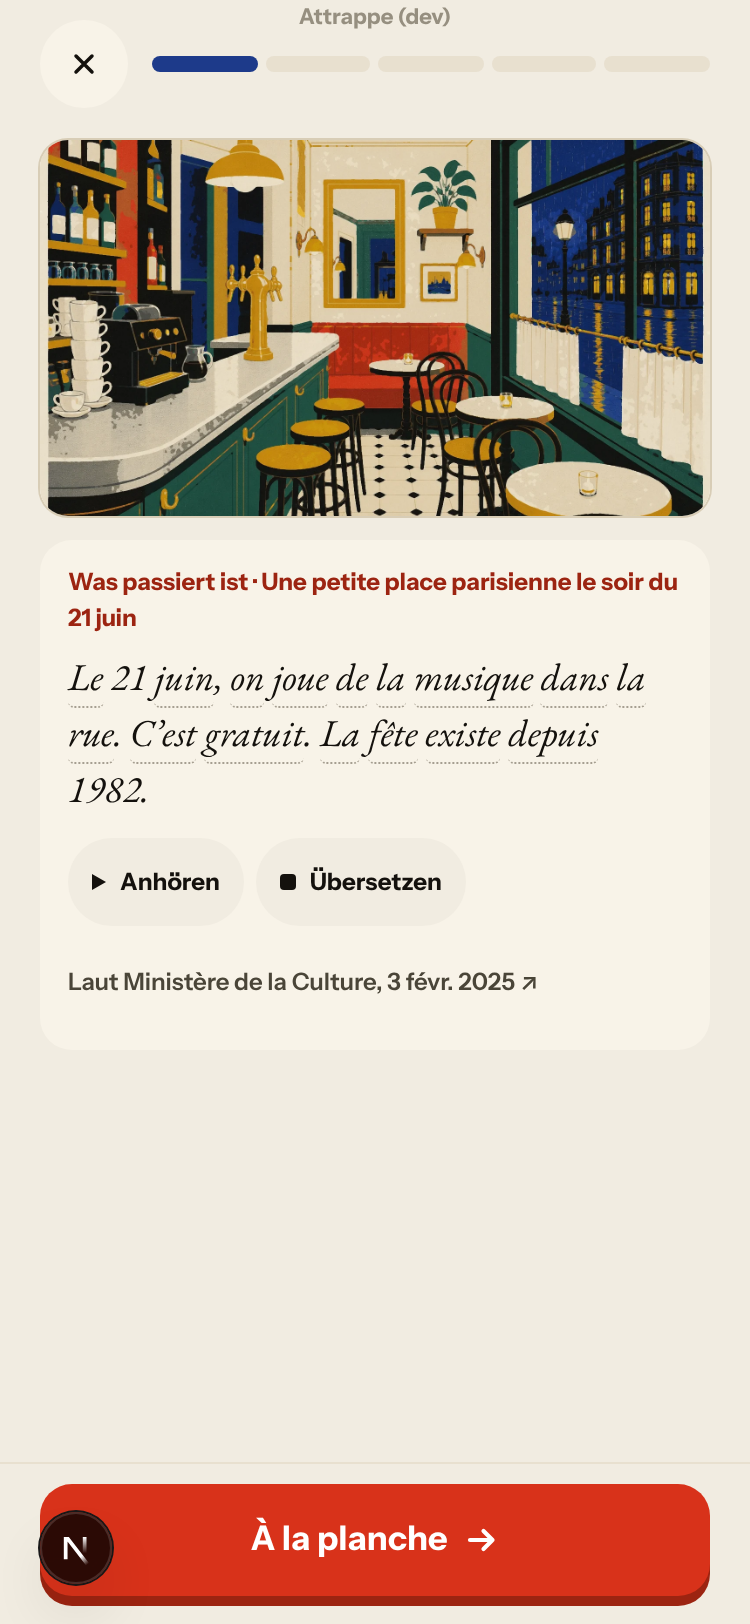 Attrappe (dev)
Was passiert ist · Une petite place parisienne le soir du
21 juin
Le 21 juin, on joue de la musique dans la
rue. C’est gratuit. La fête existe depuis
1982.
Anhören
Übersetzen
Laut Ministère de la Culture, 3 févr. 2025 ↗
À la planche →
N